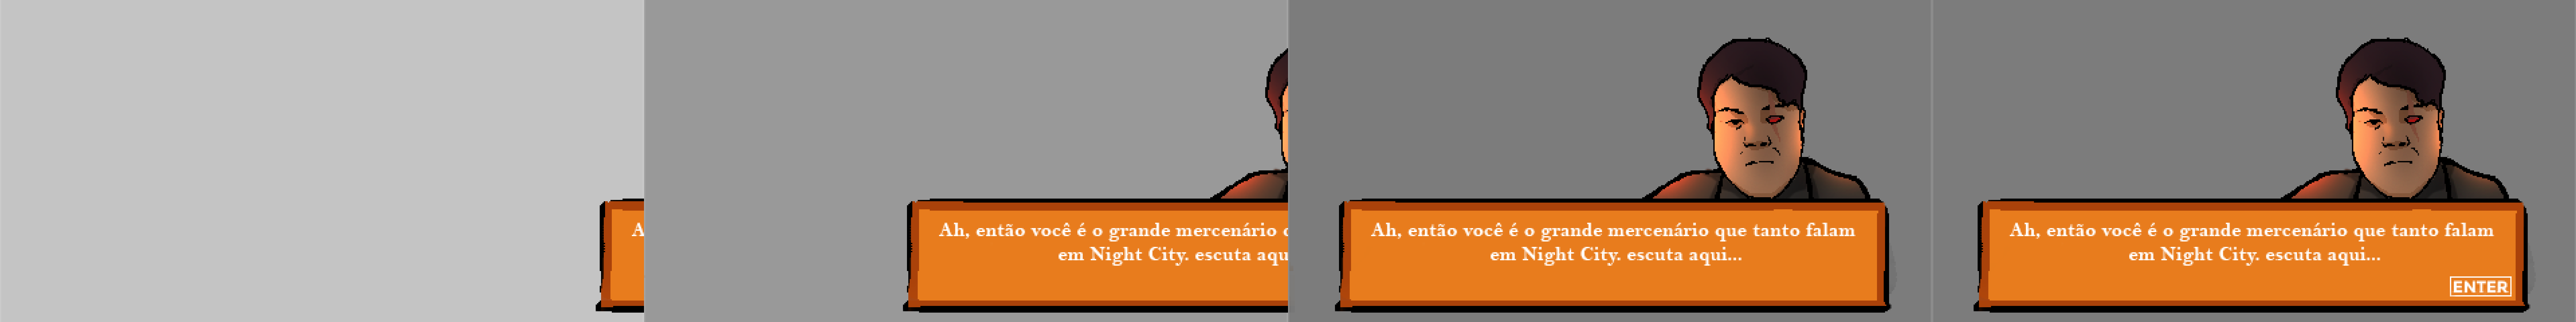 A
Ah, então você é o grande mercenário
em Night City. escuta aqu
Ah, então você é o grande mercenário que tanto falam
em Night City. escuta aqui...
Ah, então você é o grande mercenário que tanto falam
em Night City. escuta aqui...
ENTER